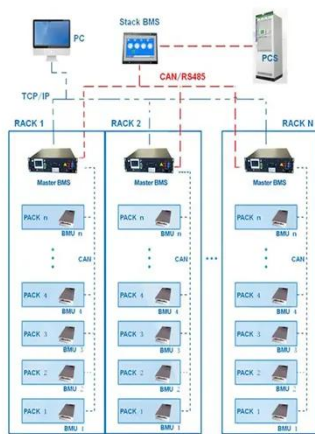 PC
Stack BMS
PCS
CAN/RS485
TCP/IP
RACK 1
RACK 2
RACK N
Master BMS
Master BMS
Master BMS
PACK n
BMU n
PACK n
BMU n
PACK n
BMU n
CAN
CAN
CAN
PACK 4
BMU 4
PACK 4
BMU 4
PACK 4
BMU 4
PACK 3
BMU 3
PACK 3
BMU 3
PACK 3
BMU 3
PACK 2
BMU 2
PACK 2
BMU 2
PACK 2
BMU 2
PACK 1
BMU 1
PACK 1
BMU 1
PACK 1
BMU 1